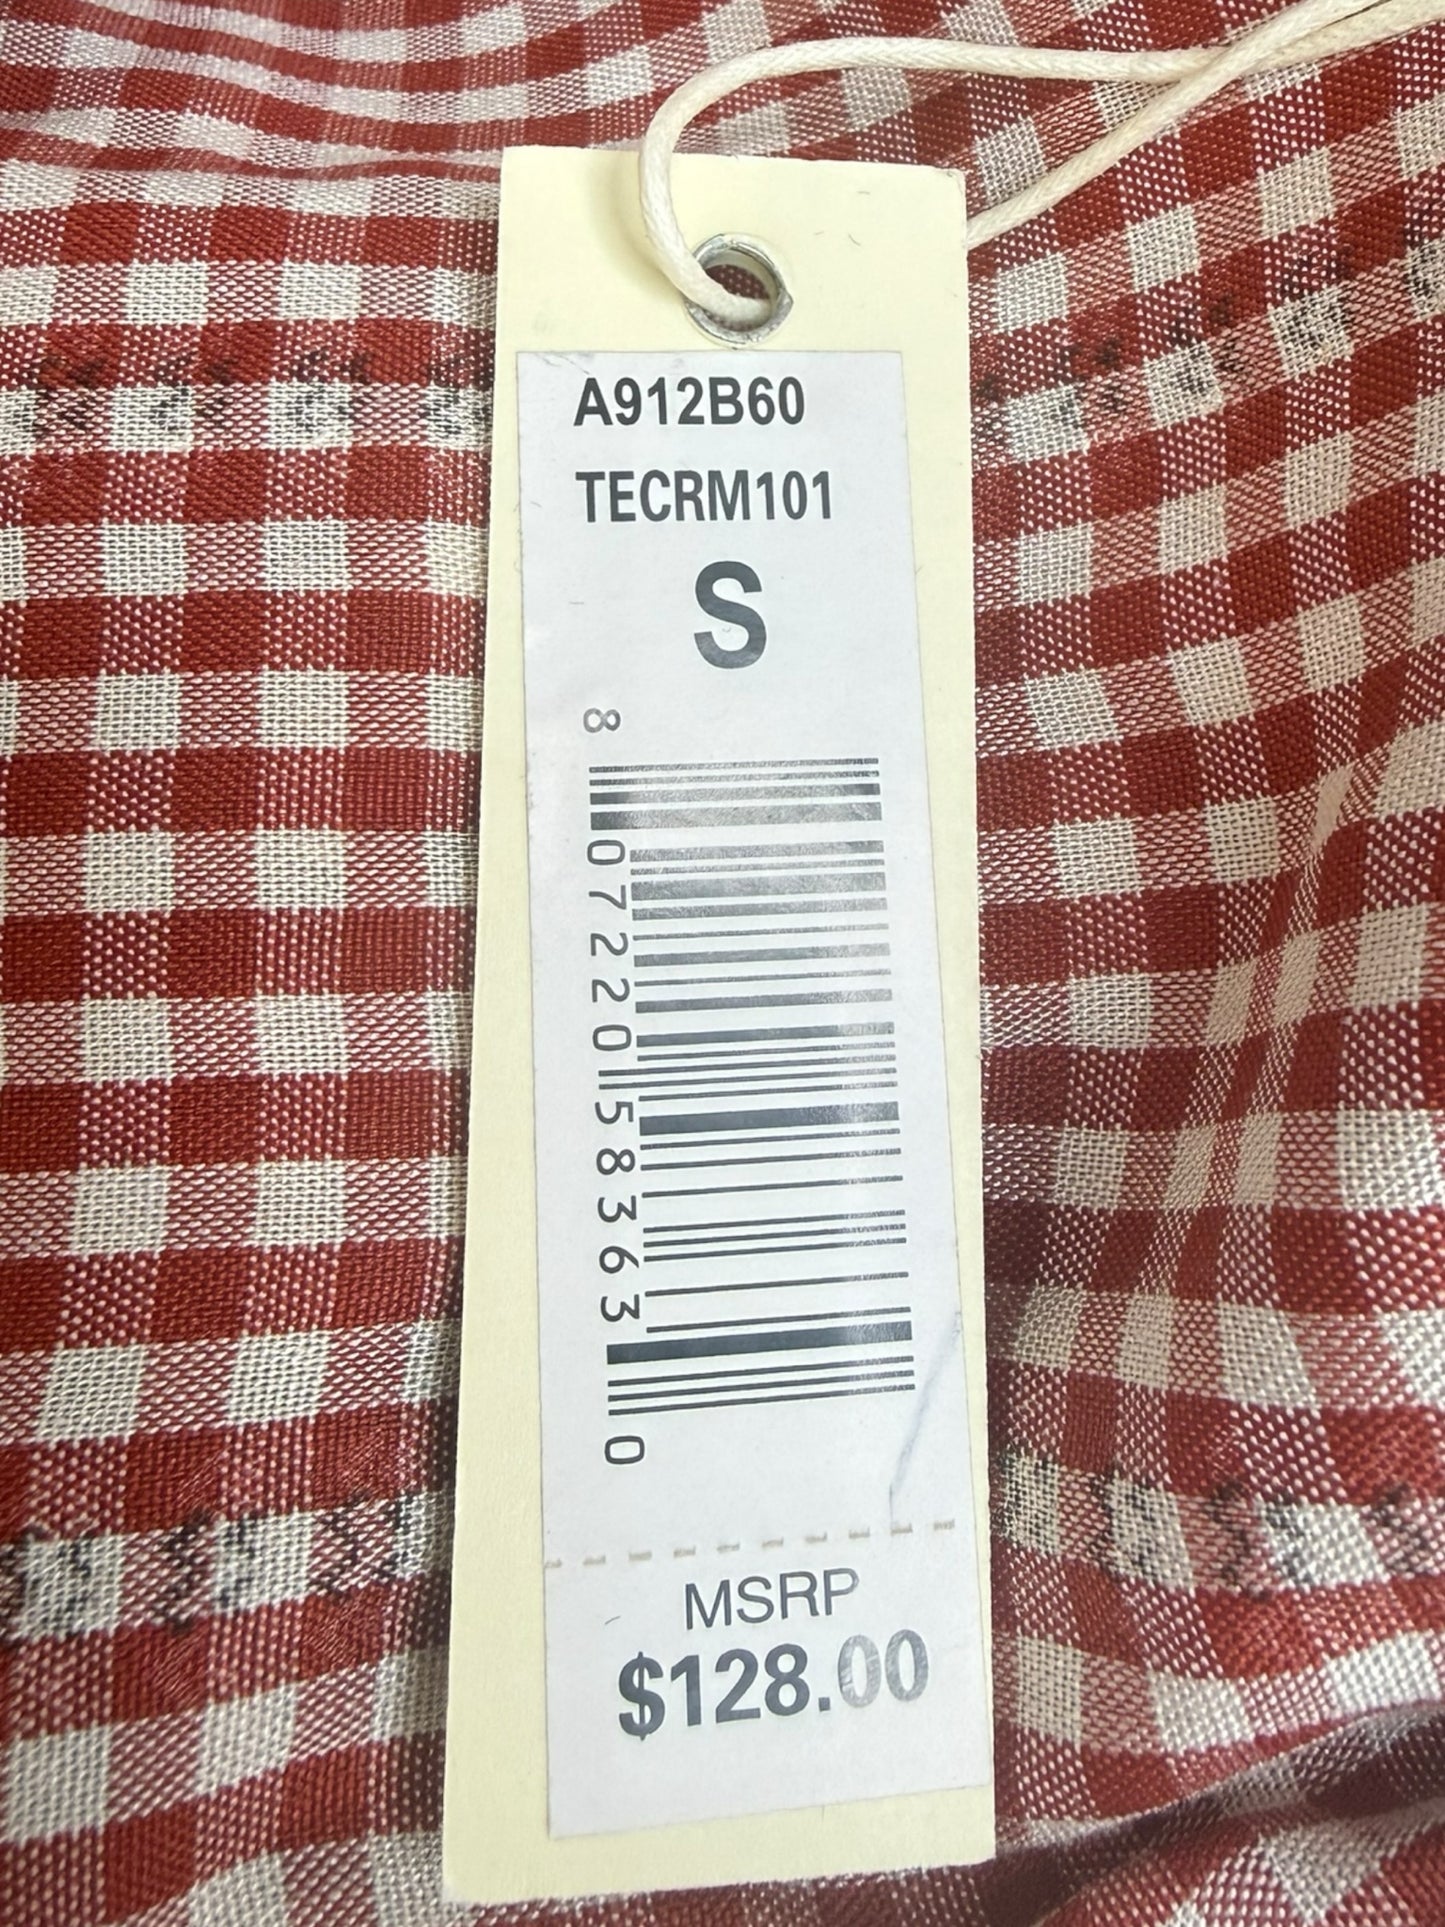 A912B60
TECRM101
S
8 07220 58363 0
MSRP
$128.00